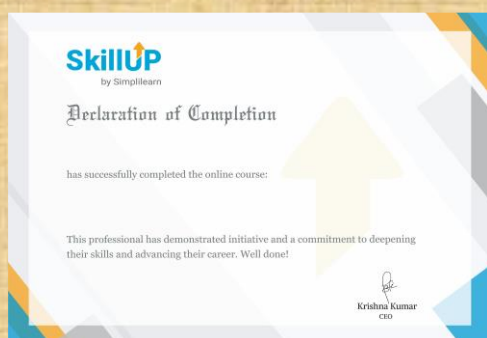 SkillUP
by Simplilearn
Declaration of Completion
has successfully completed the online course:
This professional has demonstrated initiative and a commitment to deepening
their skills and advancing their career. Well done!
Krishna Kumar
CEO